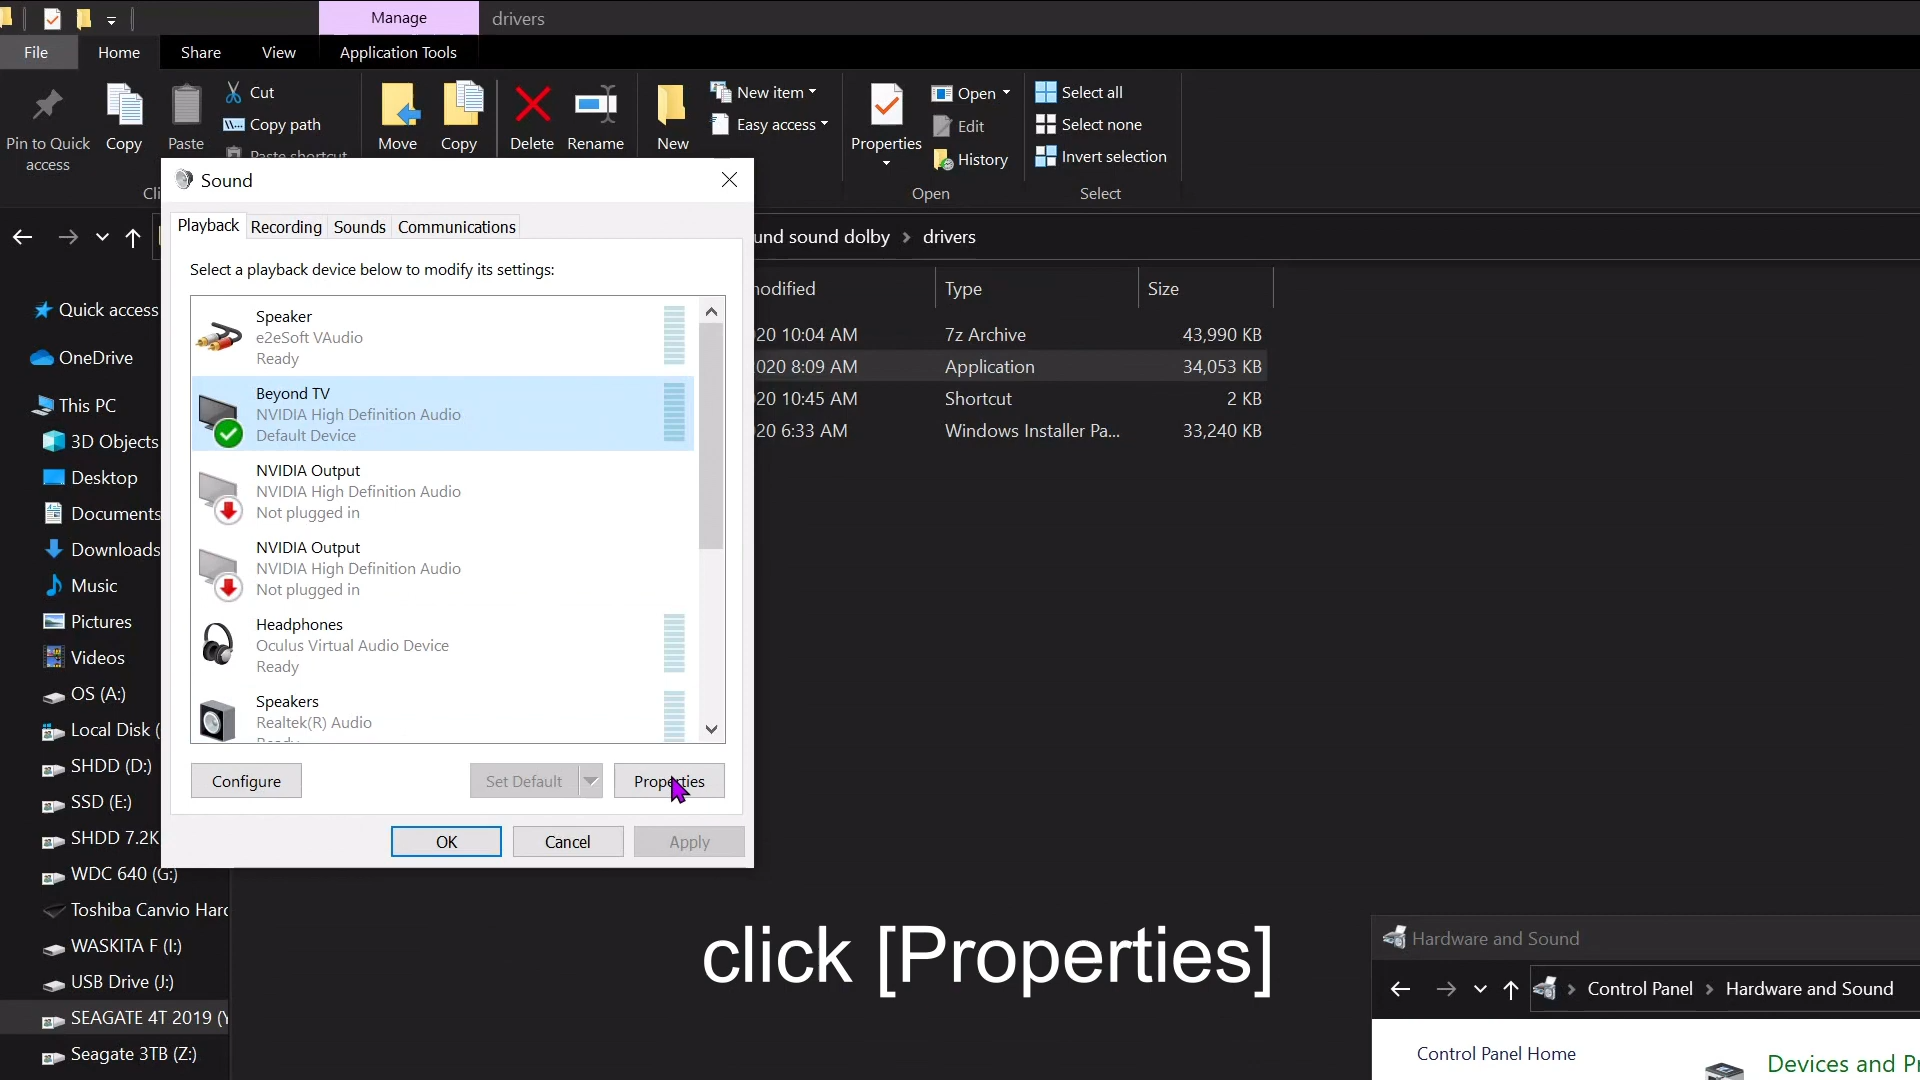 Manage
drivers
File
Home
Share
View
Application Tools
Pin to Quick
access
Copy
Paste
Cut
Copy path
Paste shortcut
Move
Copy
Delete
Rename
New
New item
Easy access
Properties
Open
Edit
History
Open
Select all
Select none
Invert selection
Select
Sound
Playback
Recording
Sounds
Communications
Select a playback device below to modify its settings:
Speaker
e2eSoft VAudio
Ready
Beyond TV
NVIDIA High Definition Audio
Default Device
NVIDIA Output
NVIDIA High Definition Audio
Not plugged in
NVIDIA Output
NVIDIA High Definition Audio
Not plugged in
Headphones
Oculus Virtual Audio Device
Ready
Speakers
Realtek(R) Audio
Configure
Set Default
Properties
OK
Cancel
Apply
und sound dolby > drivers
Type
Size
20 10:04 AM 7z Archive 43,990 KB
020 8:09 AM Application 34,053 KB
20 10:45 AM Shortcut 2 KB
20 6:33 AM Windows Installer Pa... 33,240 KB
Quick access
OneDrive
This PC
3D Objects
Desktop
Documents
Downloads
Music
Pictures
Videos
OS (A:)
Local Disk (
SHDD (D:)
SSD (E:)
SHDD 7.2K
WDC 640 (G:)
Toshiba Canvio Hard
WASKITA F (I:)
USB Drive (J:)
SEAGATE 4T 2019 (Y
Seagate 3TB (Z:)
click [Properties]
Hardware and Sound
Control Panel > Hardware and Sound
Control Panel Home
Devices and Pr